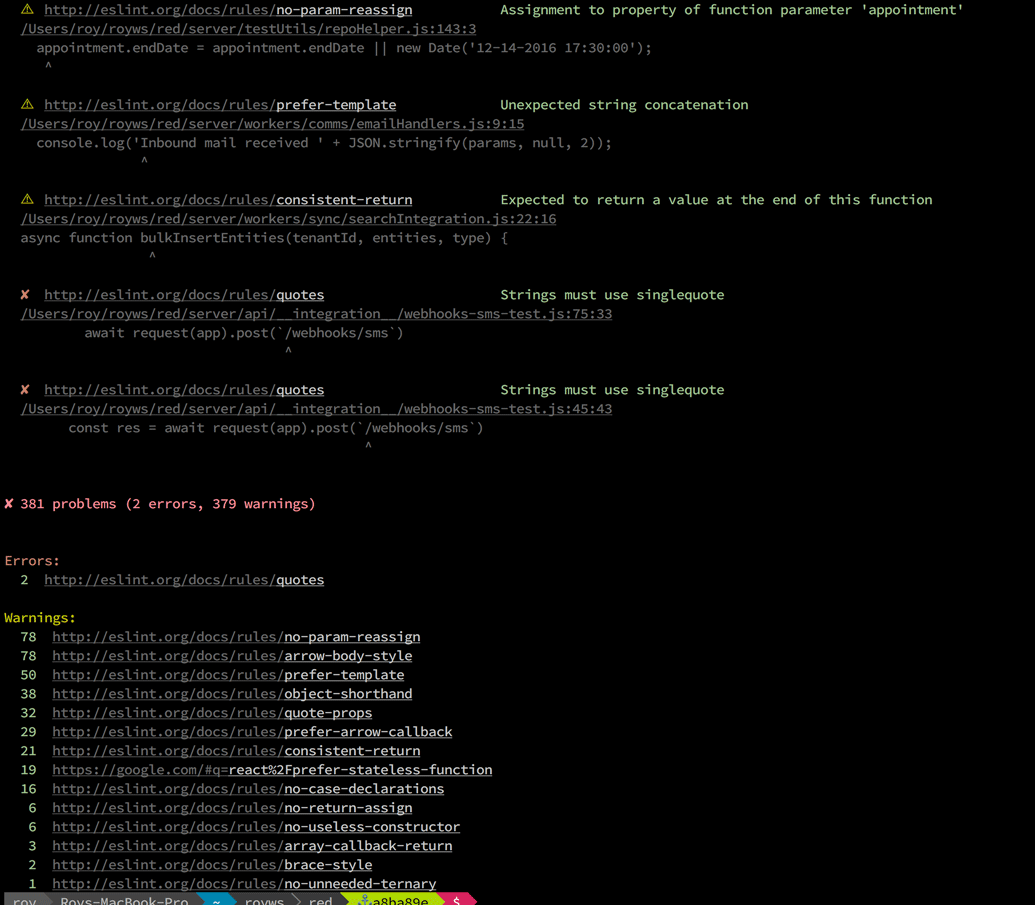 ⚠ http://eslint.org/docs/rules/no-param-reassign Assignment to property of function parameter 'appointment'
/Users/roy/royws/red/server/testUtils/repoHelper.js:143:3
appointment.endDate = appointment.endDate || new Date('12-14-2016 17:30:00');
^
⚠ http://eslint.org/docs/rules/prefer-template Unexpected string concatenation
/Users/roy/royws/red/server/workers/comms/emailHandlers.js:9:15
console.log('Inbound mail received ' + JSON.stringify(params, null, 2));
^
⚠ http://eslint.org/docs/rules/consistent-return Expected to return a value at the end of this function
/Users/roy/royws/red/server/workers/sync/searchIntegration.js:22:16
async function bulkInsertEntities(tenantId, entities, type) {
^
✘ http://eslint.org/docs/rules/quotes Strings must use singlequote
/Users/roy/royws/red/server/api/__integration__/webhooks-sms-test.js:75:33
await request(app).post(`/webhooks/sms`)
^
✘ http://eslint.org/docs/rules/quotes Strings must use singlequote
/Users/roy/royws/red/server/api/__integration__/webhooks-sms-test.js:45:43
const res = await request(app).post(`/webhooks/sms`)
^
✘ 381 problems (2 errors, 379 warnings)
Errors:
2 http://eslint.org/docs/rules/quotes
Warnings:
78 http://eslint.org/docs/rules/no-param-reassign
78 http://eslint.org/docs/rules/arrow-body-style
50 http://eslint.org/docs/rules/prefer-template
38 http://eslint.org/docs/rules/object-shorthand
32 http://eslint.org/docs/rules/quote-props
29 http://eslint.org/docs/rules/prefer-arrow-callback
21 http://eslint.org/docs/rules/consistent-return
19 https://google.com/#q=react%2Fprefer-stateless-function
16 http://eslint.org/docs/rules/no-case-declarations
6 http://eslint.org/docs/rules/no-return-assign
6 http://eslint.org/docs/rules/no-useless-constructor
3 http://eslint.org/docs/rules/array-callback-return
2 http://eslint.org/docs/rules/brace-style
1 http://eslint.org/docs/rules/no-unneeded-ternary
roy Roys-MacBook-Pro ~ royws red a8ba89e $